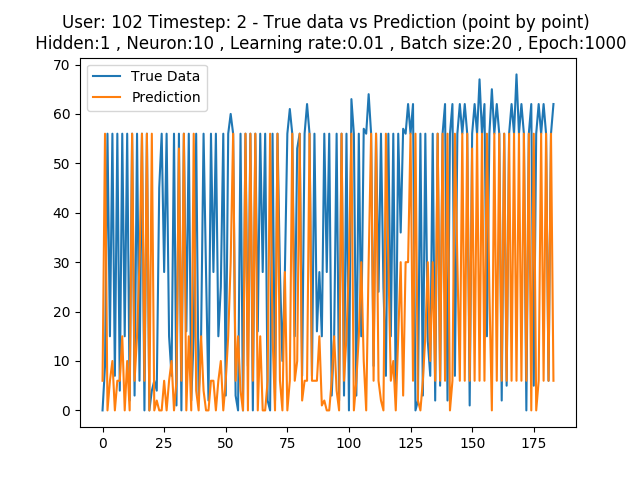 User: 102 Timestep: 2 - True data vs Prediction (point by point)
Hidden:1 , Neuron:10 , Learning rate:0.01 , Batch size:20 , Epoch:1000
True Data
Prediction
70
60
50
40
30
20
10
0
0 25 50 75 100 125 150 175